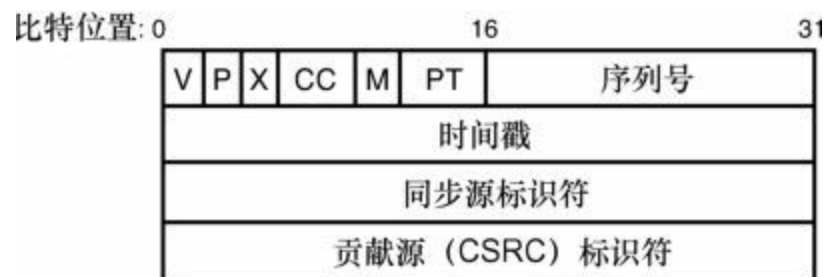 比特位置: 0 16 31
V P X CC M PT 序列号
时间戳
同步源标识符
贡献源（CSRC）标识符